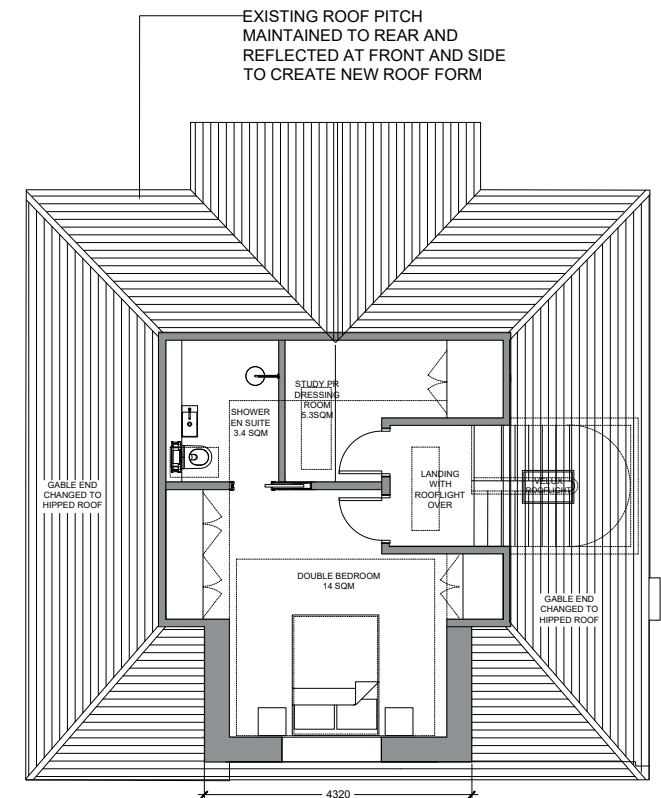 EXISTING ROOF PITCH
MAINTAINED TO REAR AND
REFLECTED AT FRONT AND SIDE
TO CREATE NEW ROOF FORM
STUDY PR
DRESSING
ROOM
5.3SQM
SHOWER
EN SUITE
3.4 SQM
LANDING
WITH
ROOFLIGHT
OVER
VELUX
ROOFLIGHT
GABLE END
CHANGED TO
HIPPED ROOF
DOUBLE BEDROOM
14 SQM
GABLE END
CHANGED TO
HIPPED ROOF
4320